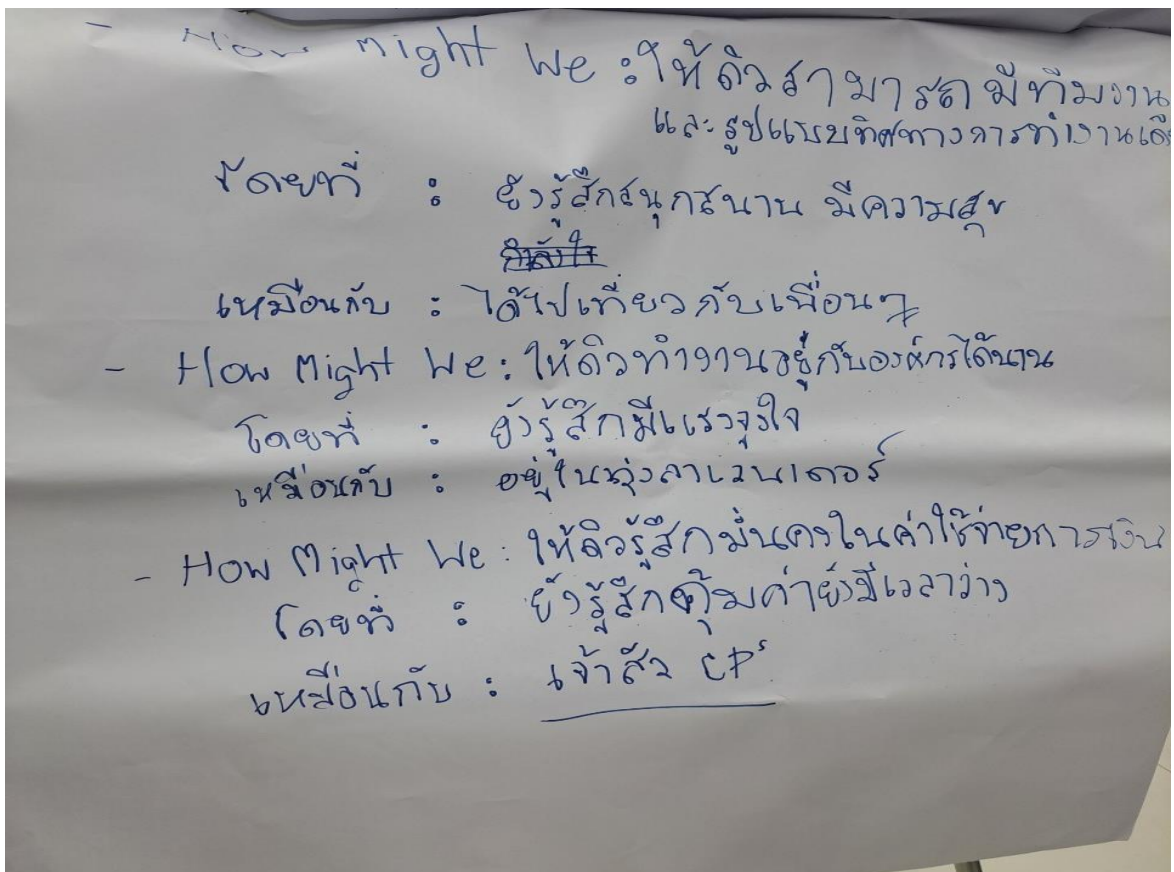 - How might We : ให้ดิวสามารถมีทีมงาน
และรูปแบบทิศทางการทำงาน
โดยที่ : ยังรู้สึกสนุกสนาน มีความสุข
เหมือนกับ : ได้ไปเที่ยวกับเพื่อนๆ
- How Might We : ให้ดิวทำงานอยู่กับองค์การได้นาน
โดยที่ : ยังรู้สึกมีแรงจูงใจ
เหมือนกับ : อยู่ในทุ่งลาเวนเดอร์
- How Might We : ให้ดิวรู้สึกมั่นคงในค่าใช้จ่ายการเงิน
โดยที่ : ยังรู้สึกคุ้มค่ายังมีเวลาว่าง
เหมือนกับ : เจ้าสัว CP